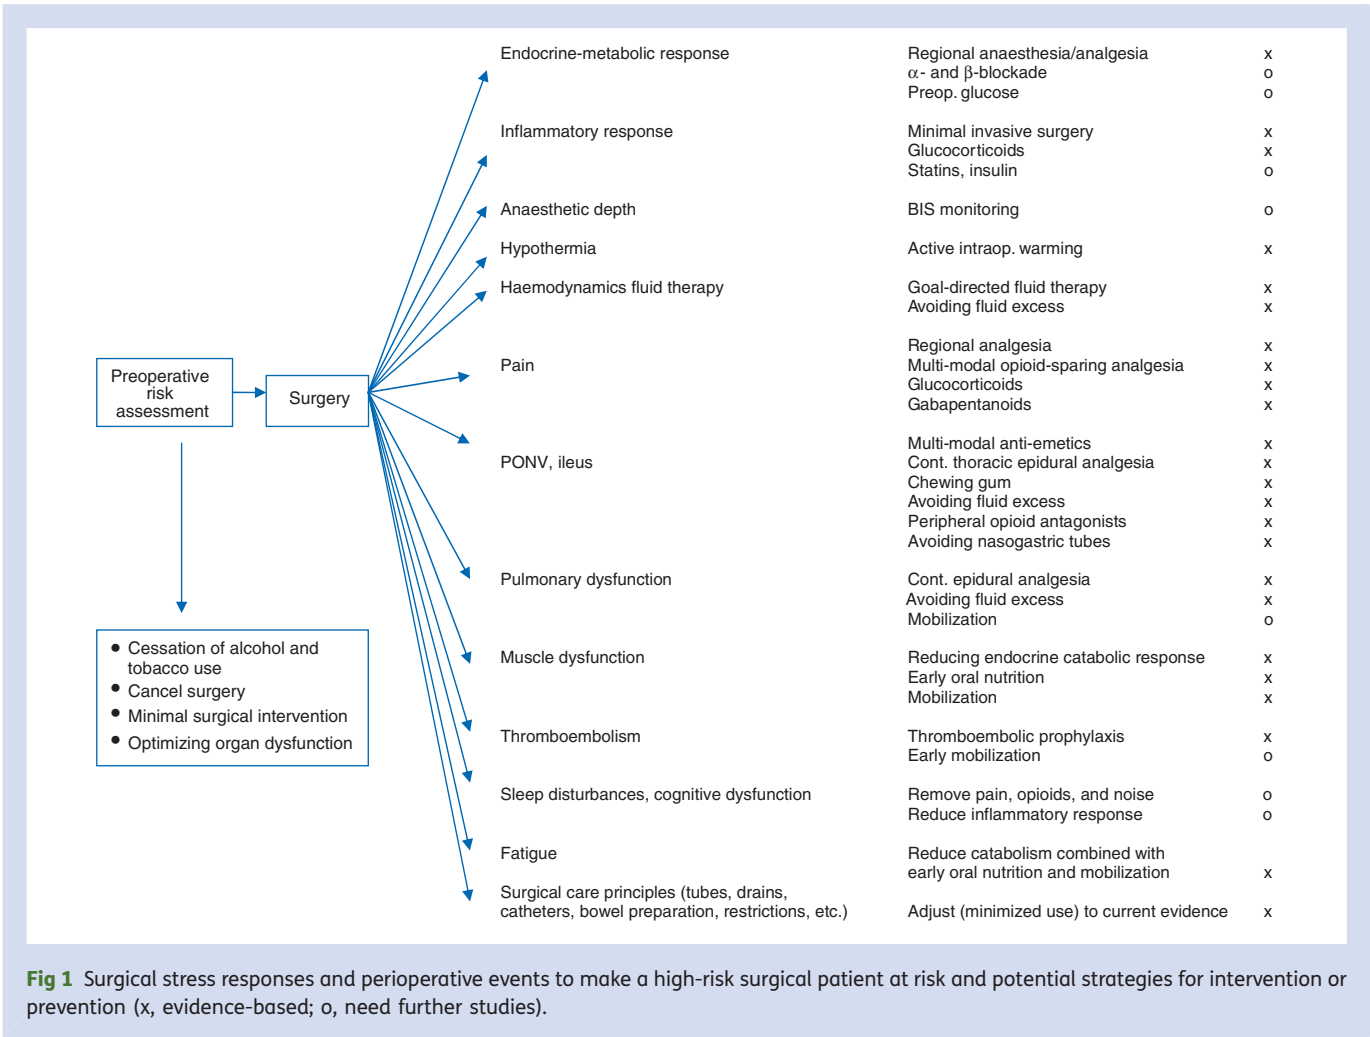 Endocrine-metabolic response Regional anaesthesia/analgesia x
α- and β-blockade o
Preop. glucose o
Inflammatory response Minimal invasive surgery x
Glucocorticoids x
Statins, insulin o
Anaesthetic depth BIS monitoring o
Hypothermia Active intraop. warming x
Haemodynamics fluid therapy Goal-directed fluid therapy x
Avoiding fluid excess x
Regional analgesia x
Pain Multi-modal opioid-sparing analgesia x
Glucocorticoids x
Gabapentanoids x
Preoperative
risk
assessment
Surgery
Multi-modal anti-emetics x
PONV, ileus Cont. thoracic epidural analgesia x
Chewing gum x
Avoiding fluid excess x
Peripheral opioid antagonists x
Avoiding nasogastric tubes x
Pulmonary dysfunction Cont. epidural analgesia x
Avoiding fluid excess x
Mobilization o
• Cessation of alcohol and
tobacco use
• Cancel surgery
• Minimal surgical intervention
• Optimizing organ dysfunction
Muscle dysfunction Reducing endocrine catabolic response x
Early oral nutrition x
Mobilization x
Thromboembolism Thromboembolic prophylaxis x
Early mobilization o
Sleep disturbances, cognitive dysfunction Remove pain, opioids, and noise o
Reduce inflammatory response o
Fatigue Reduce catabolism combined with
early oral nutrition and mobilization x
Surgical care principles (tubes, drains,
catheters, bowel preparation, restrictions, etc.) Adjust (minimized use) to current evidence x
Fig 1 Surgical stress responses and perioperative events to make a high-risk surgical patient at risk and potential strategies for intervention or
prevention (x, evidence-based; o, need further studies).